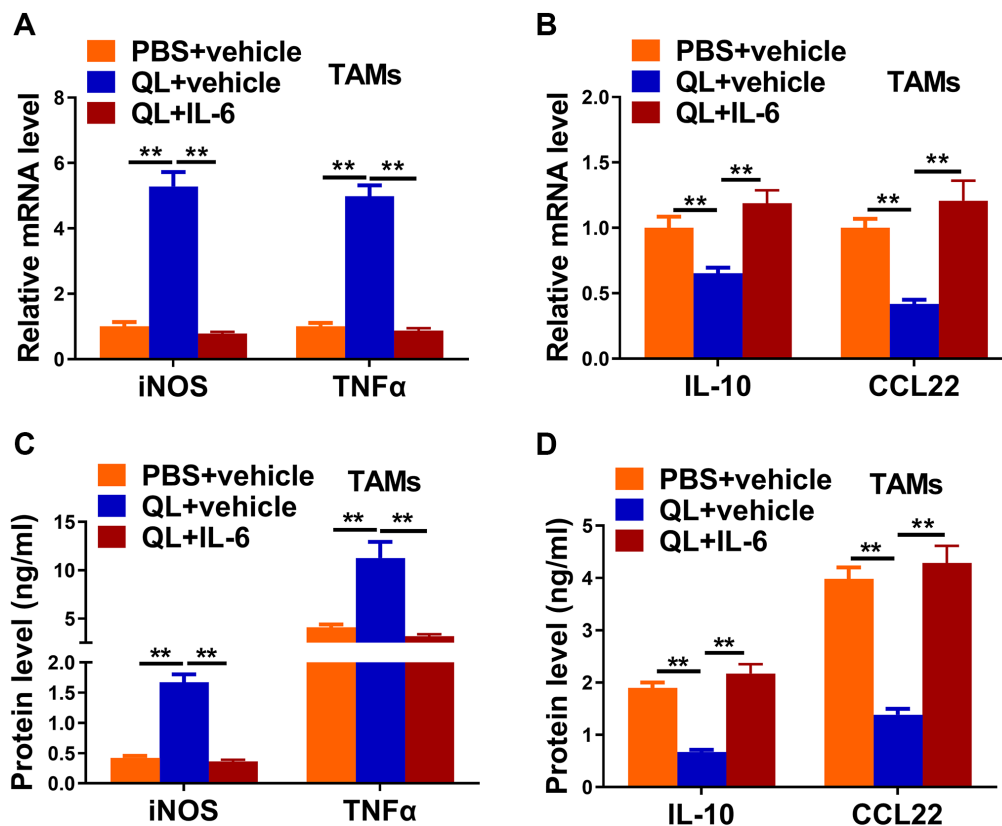 A
PBS+vehicle
QL+vehicle
QL+IL-6
TAMs
Relative mRNA level
8
6
4
2
0
** ** ** **
iNOS TNFα
B
PBS+vehicle
QL+vehicle
QL+IL-6
TAMs
Relative mRNA level
2.0
1.5
1.0
0.5
0.0
** ** ** **
IL-10 CCL22
C
PBS+vehicle
QL+vehicle
QL+IL-6
TAMs
Protein level (ng/ml)
15
10
5
2.0
1.5
1.0
0.5
0.0
** ** ** **
iNOS TNFα
D
PBS+vehicle
QL+vehicle
QL+IL-6
TAMs
Protein level (ng/ml)
5
4
3
2
1
0
** ** ** **
IL-10 CCL22